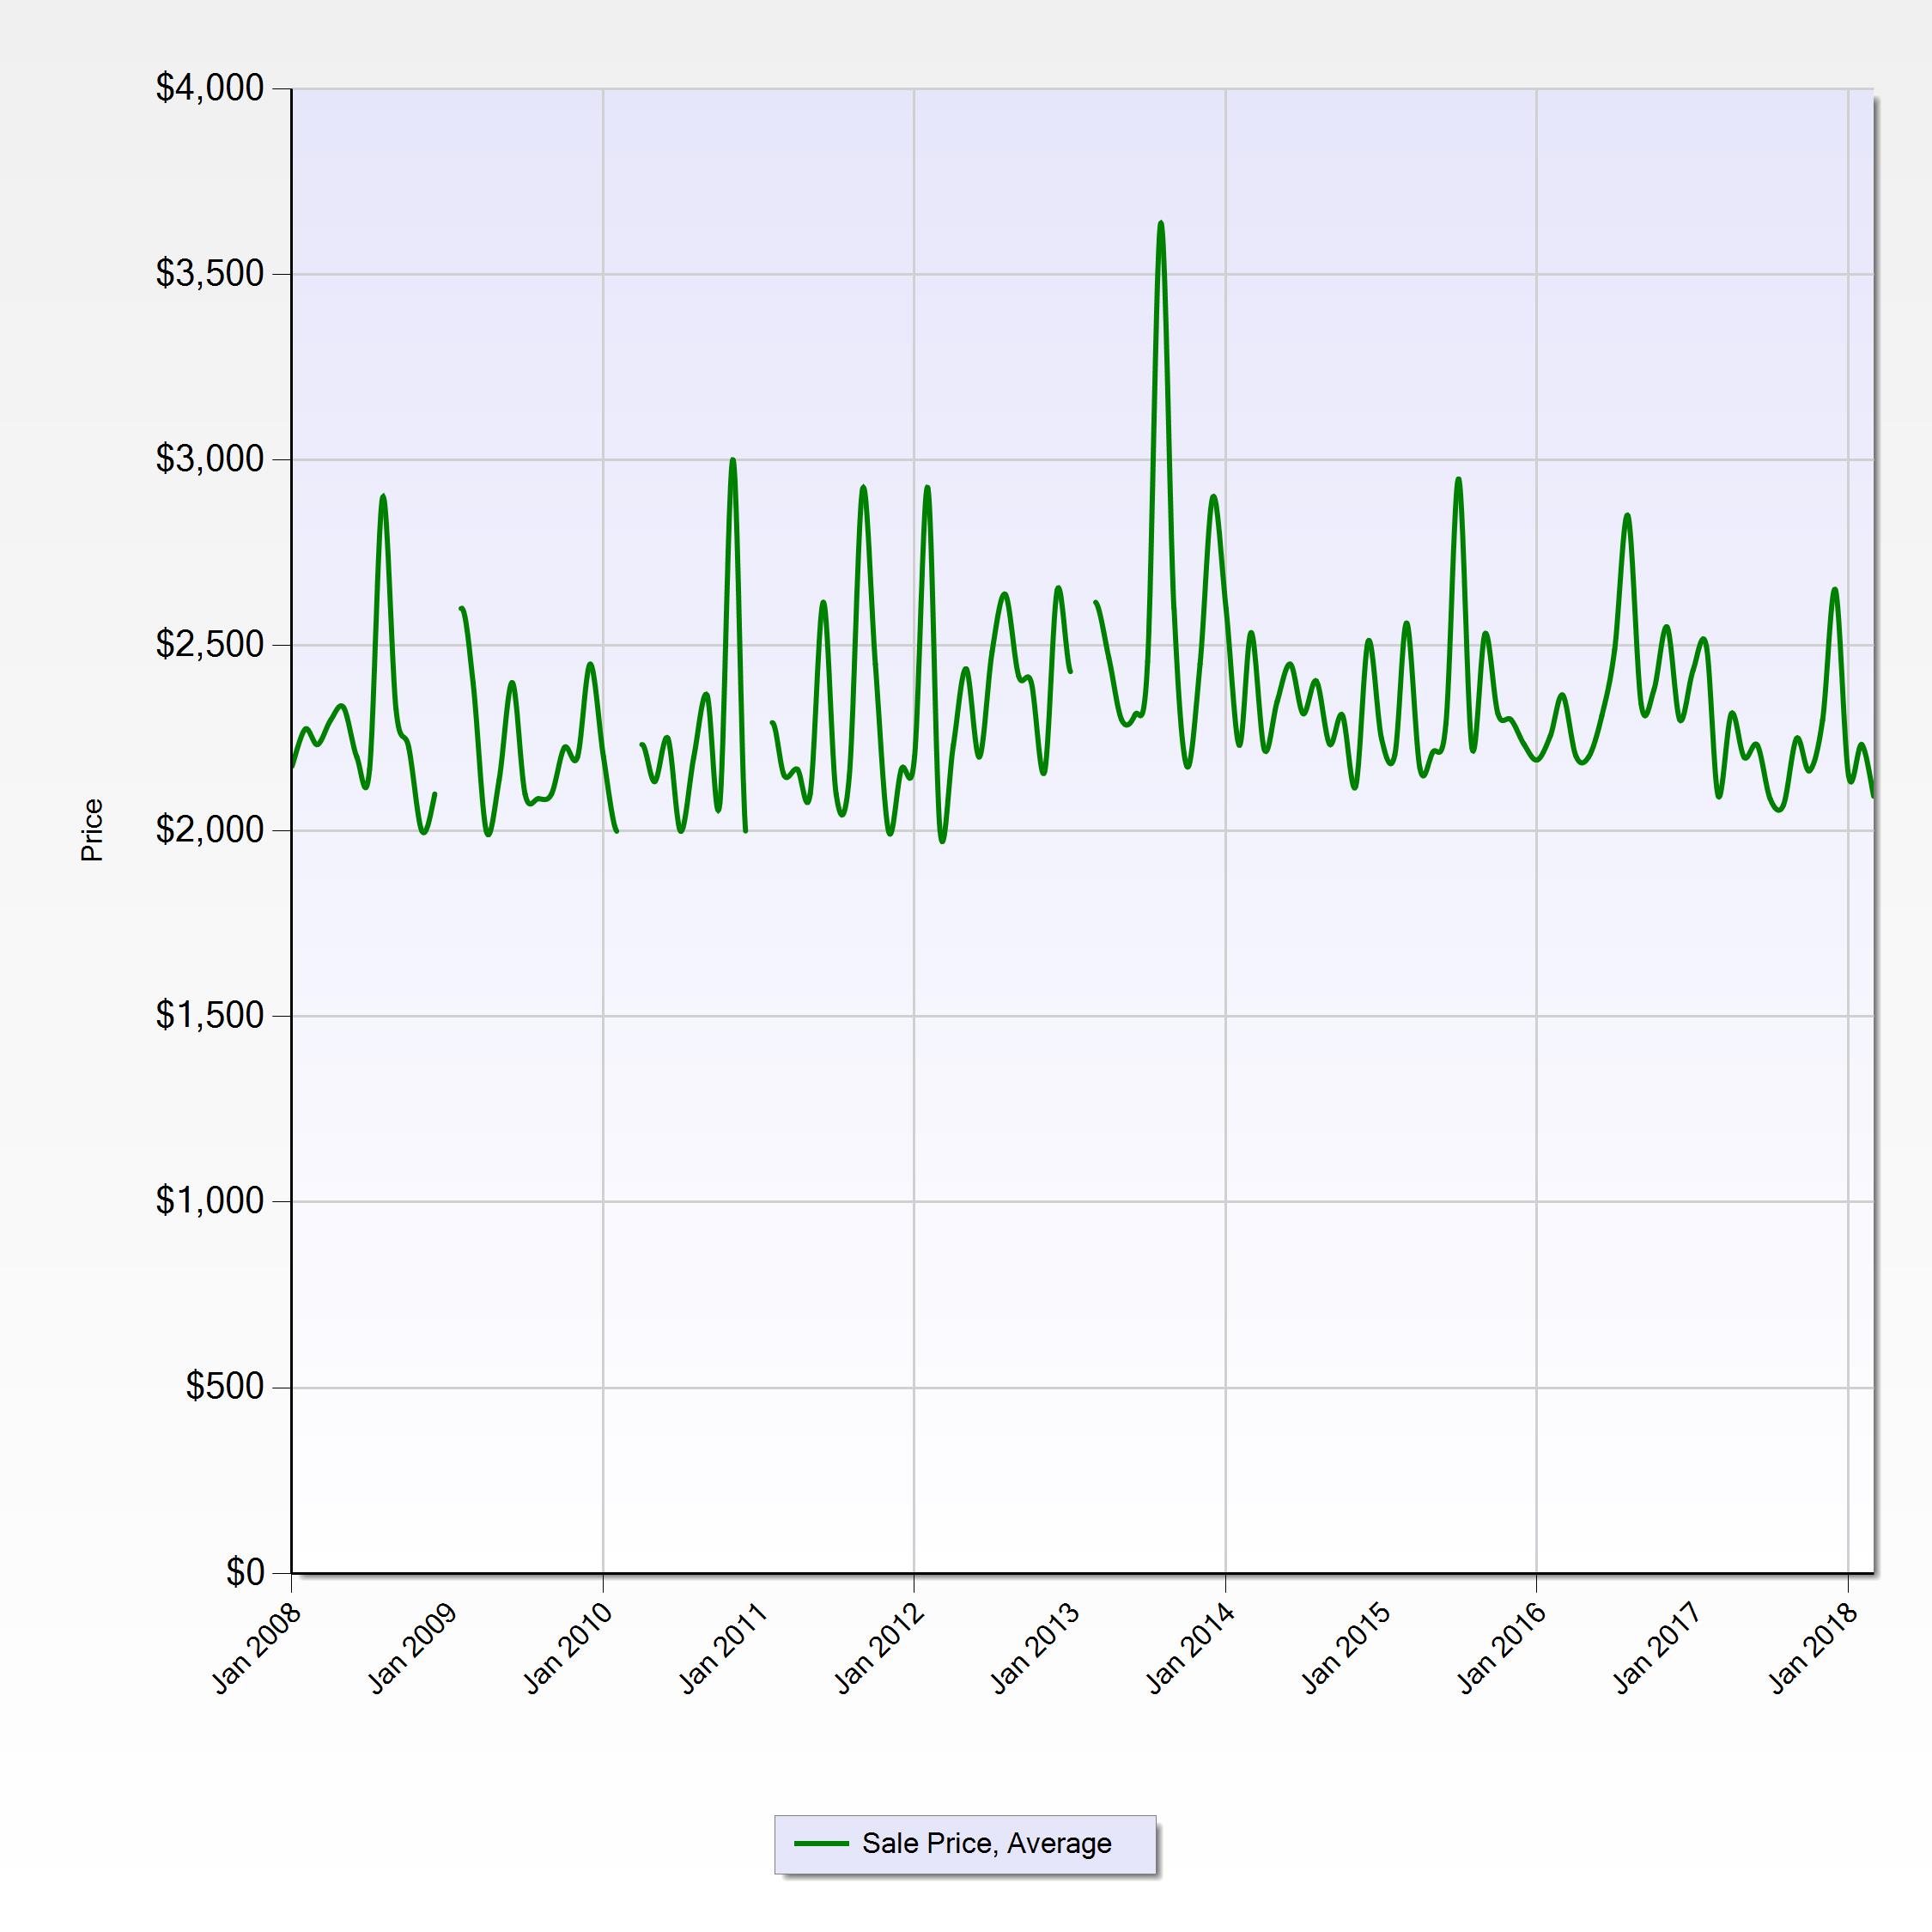 $4,000
$3,500
$3,000
$2,500
$2,000
$1,500
$1,000
$500
$0
Price
Jan 2008
Jan 2009
Jan 2010
Jan 2011
Jan 2012
Jan 2013
Jan 2014
Jan 2015
Jan 2016
Jan 2017
Jan 2018
Sale Price, Average